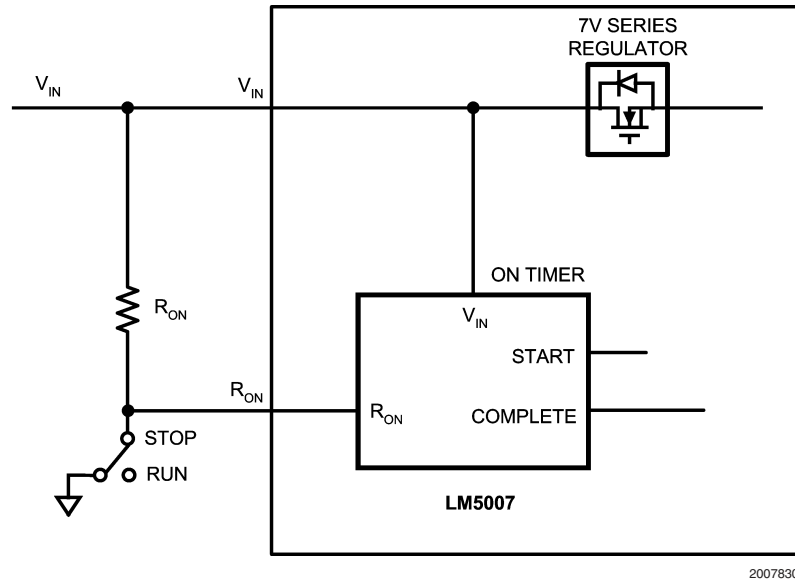 7V SERIES
REGULATOR
V_IN
V_IN
ON TIMER
V_IN
R_ON
START
R_ON
R_ON
COMPLETE
STOP
RUN
LM5007
2007830